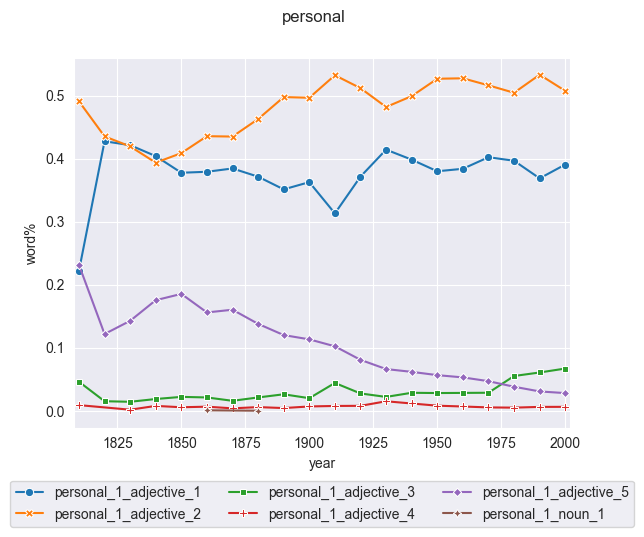 personal
0.5
0.4
0.3
0.2
0.1
0.0
word%
1825 1850 1875 1900 1925 1950 1975 2000
year
personal_1_adjective_1 personal_1_adjective_3 personal_1_adjective_5
personal_1_adjective_2 personal_1_adjective_4 personal_1_noun_1